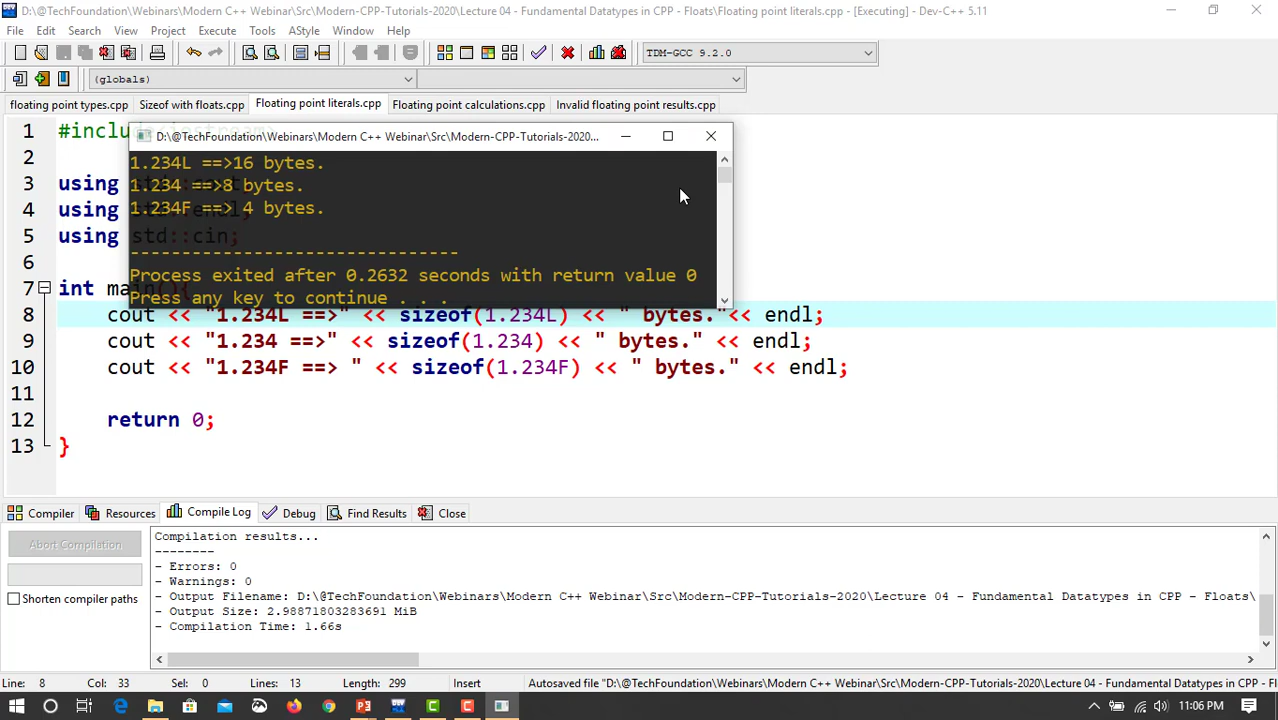 D:\@TechFoundation\Webinars\Modern C++ Webinar\Src\Modern-CPP-Tutorials-2020\Lecture 04 - Fundamental Datatypes in CPP - Floats\Floating point literals.cpp - [Executing] - Dev-C++ 5.11
File Edit Search View Project Execute Tools AStyle Window Help
TDM-GCC 9.2.0
(globals)
floating point types.cpp Sizeof with floats.cpp Floating point literals.cpp Floating point calculations.cpp Invalid floating point results.cpp
1 #include
D:\@TechFoundation\Webinars\Modern C++ Webinar\Src\Modern-CPP-Tutorials-2020...
1.234L ==>16 bytes.
1.234 ==>8 bytes.
1.234F ==> 4 bytes.
--------------------------------
Process exited after 0.2632 seconds with return value 0
Press any key to continue . . .
2
3 using
4 using std::endl;
5 using std::cin;
6
7 int main(){
8 cout << "1.234L ==>" << sizeof(1.234L) << " bytes."<< endl;
9 cout << "1.234 ==>" << sizeof(1.234) << " bytes." << endl;
10 cout << "1.234F ==> " << sizeof(1.234F) << " bytes." << endl;
11
12 return 0;
13 }
Compiler Resources Compile Log Debug Find Results Close
Abort Compilation
Shorten compiler paths
Compilation results...
--------
- Errors: 0
- Warnings: 0
- Output Filename: D:\@TechFoundation\Webinars\Modern C++ Webinar\Src\Modern-CPP-Tutorials-2020\Lecture 04 - Fundamental Datatypes in CPP - Floats\
- Output Size: 2.98871803283691 MiB
- Compilation Time: 1.66s
Line: 8 Col: 33 Sel: 0 Lines: 13 Length: 299 Insert Autosaved file "D:\@TechFoundation\Webinars\Modern C++ Webinar\Src\Modern-CPP-Tutorials-2020\Lecture 04 - Fundamental Datatypes in CPP - Fl
11:06 PM